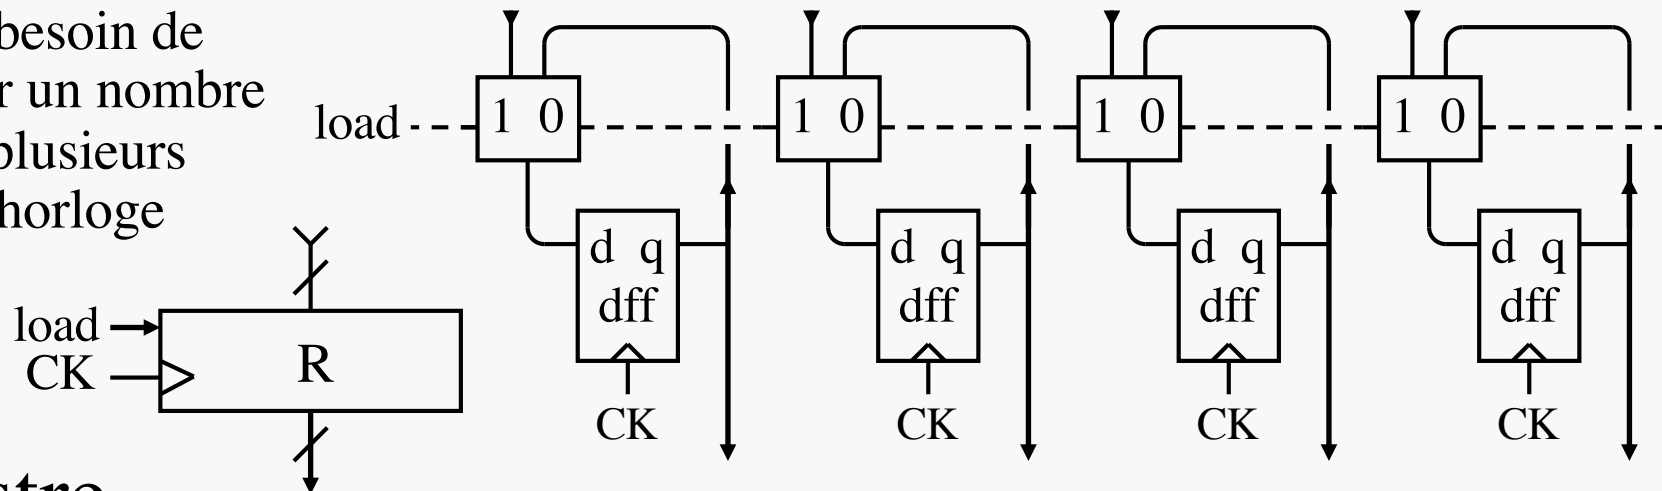 besoin de
r un nombre
plusieurs
horloge
load
CK
R
load
1 0
1 0
1 0
1 0
d q
dff
CK
d q
dff
CK
d q
dff
CK
d q
dff
CK